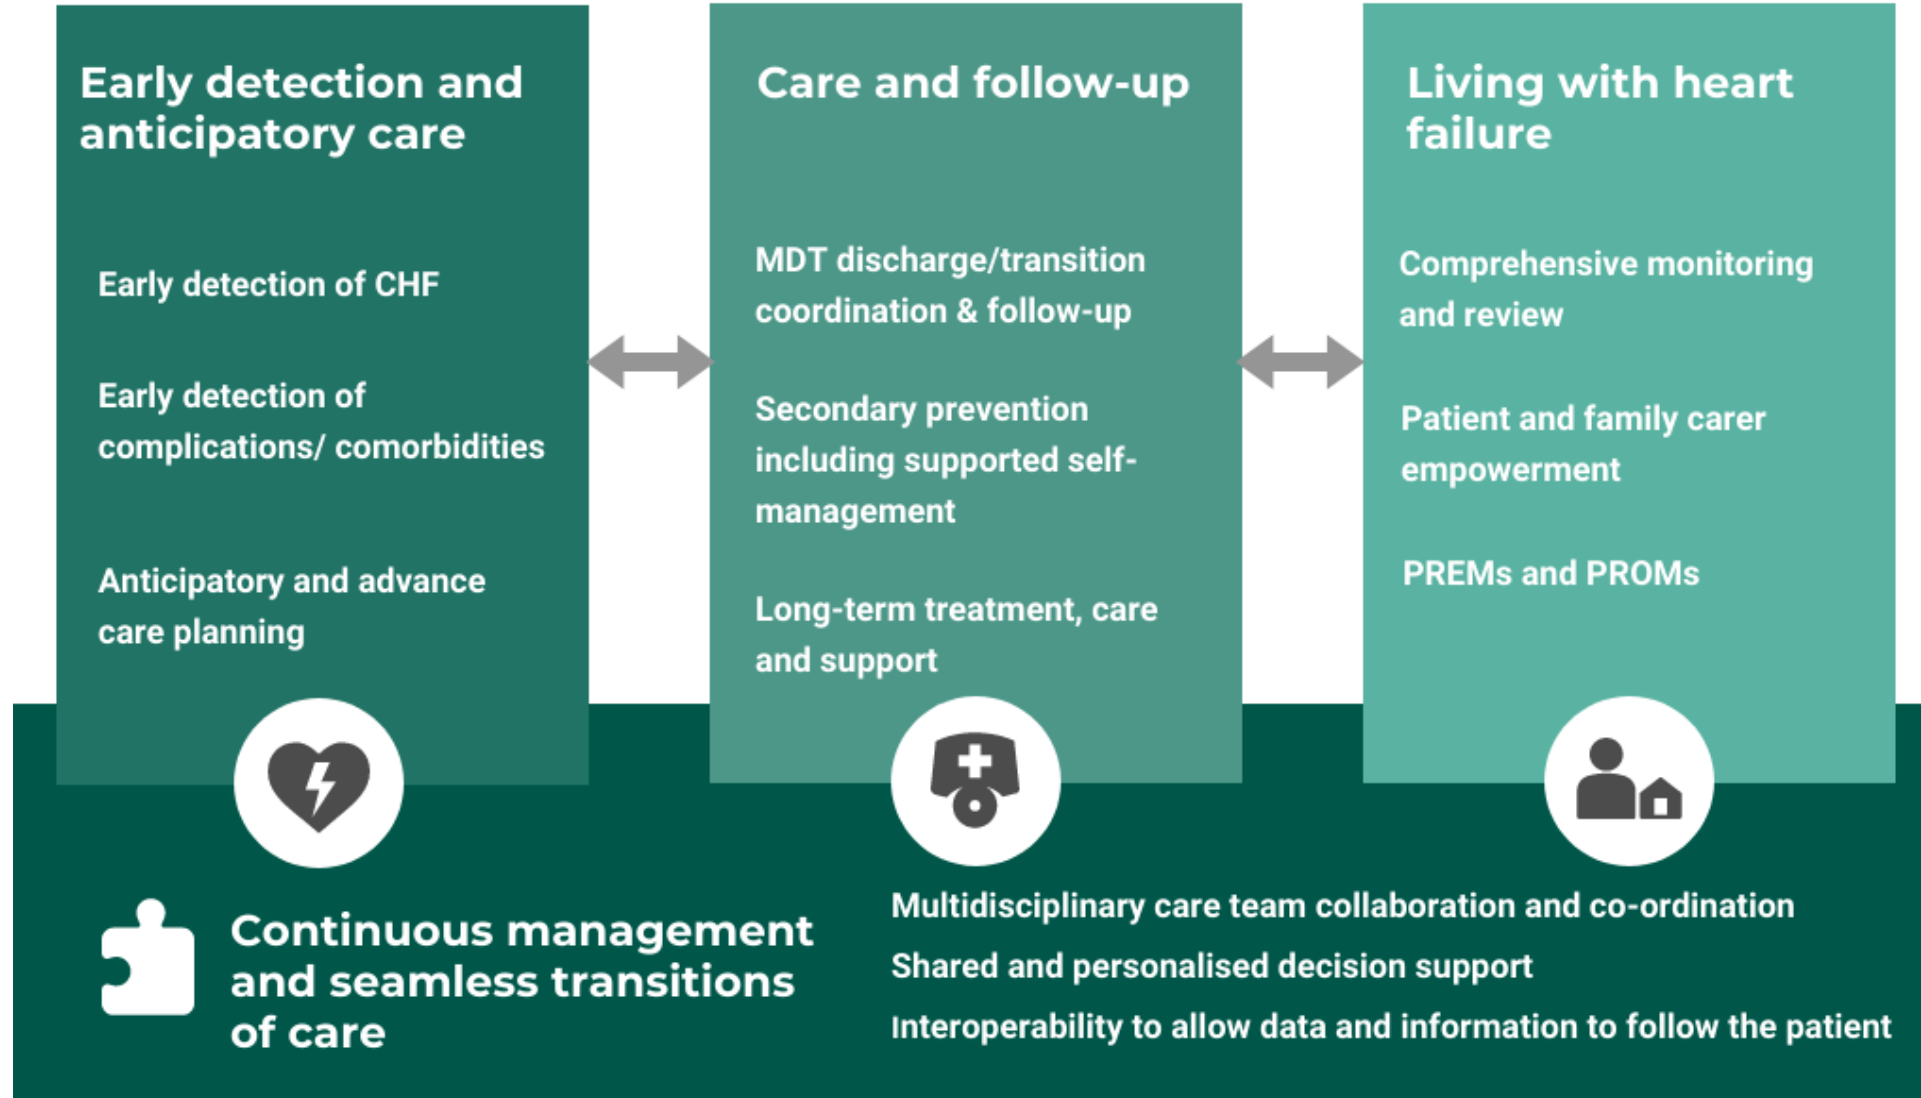 Early detection and
anticipatory care
Early detection of CHF
Early detection of
complications/ comorbidities
Anticipatory and advance
care planning
Care and follow-up
MDT discharge/transition
coordination & follow-up
Secondary prevention
including supported self-
management
Long-term treatment, care
and support
Living with heart
failure
Comprehensive monitoring
and review
Patient and family carer
empowerment
PREMs and PROMs
Continuous management
and seamless transitions
of care
Multidisciplinary care team collaboration and co-ordination
Shared and personalised decision support
Interoperability to allow data and information to follow the patient